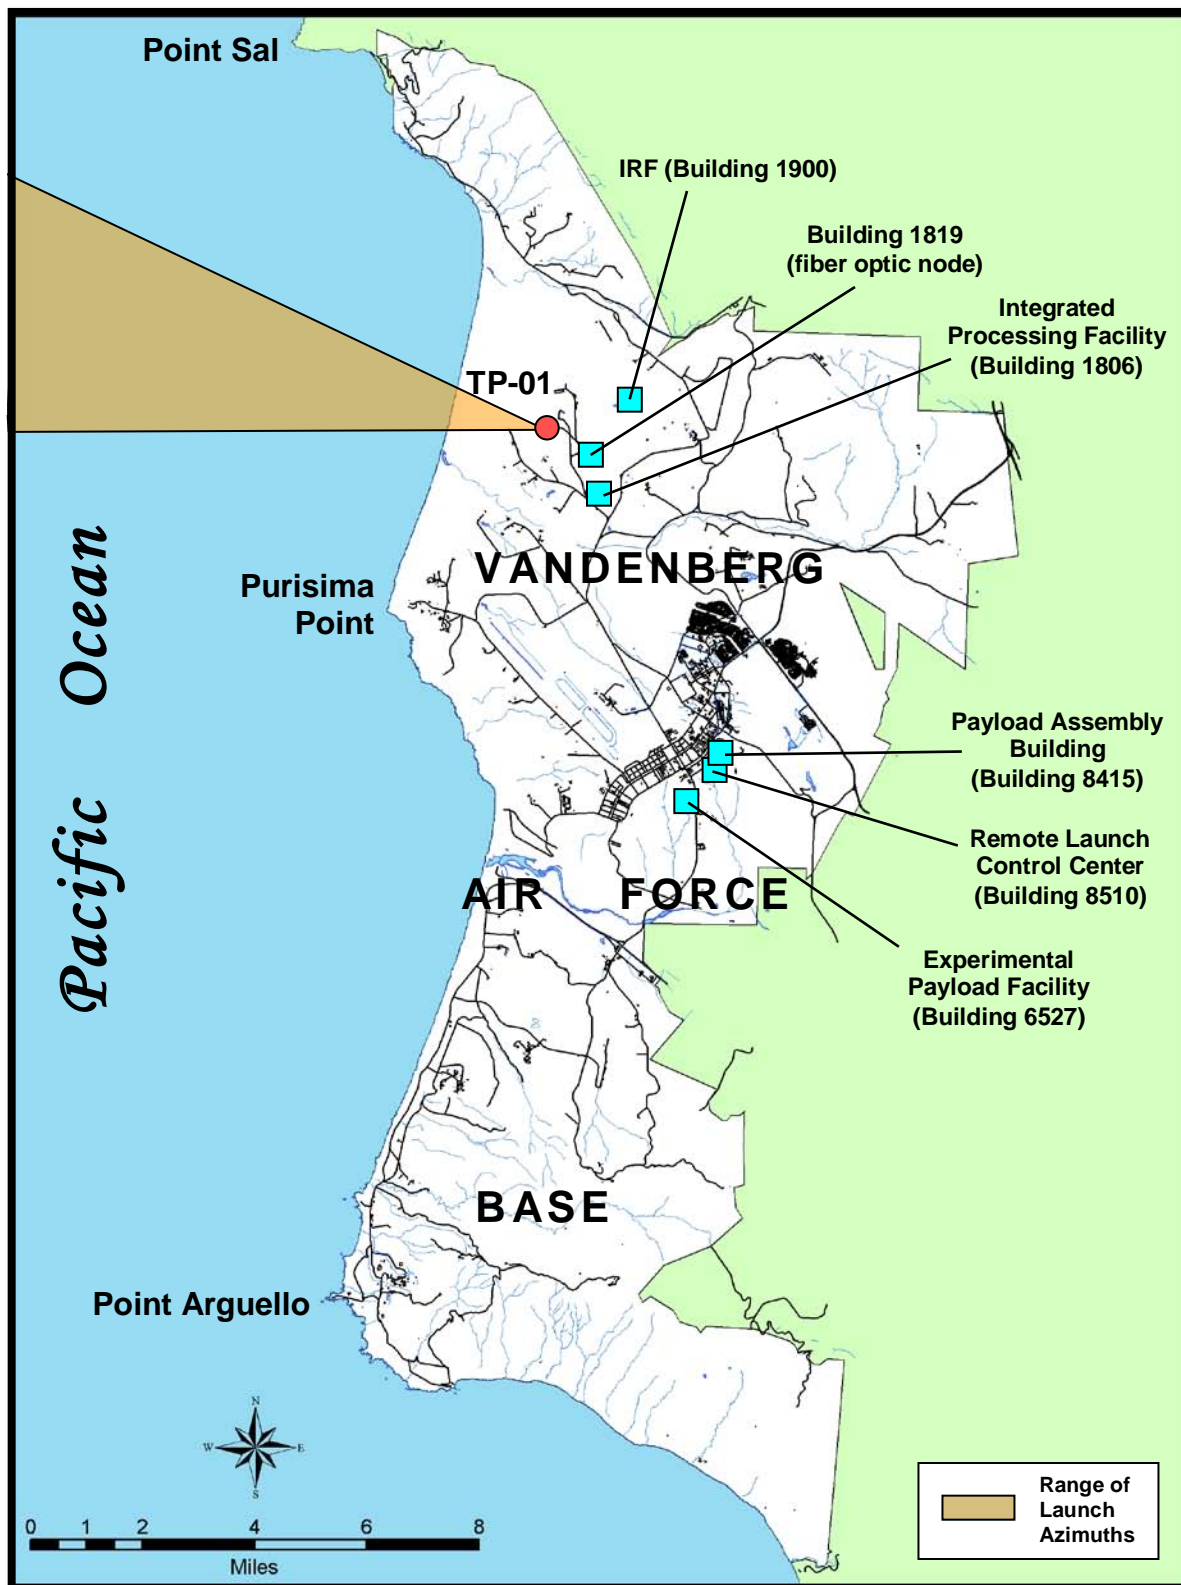 Point Sal
IRF (Building 1900)
Building 1819
(fiber optic node)
Integrated
Processing Facility
(Building 1806)
TP-01
VANDENBERG
Purisima
Point
Pacific Ocean
Payload Assembly
Building
(Building 8415)
Remote Launch
Control Center
(Building 8510)
AIR FORCE
Experimental
Payload Facility
(Building 6527)
BASE
Point Arguello
N
W
E
S
0 1 2 4 6 8
Miles
Range of
Launch
Azimuths